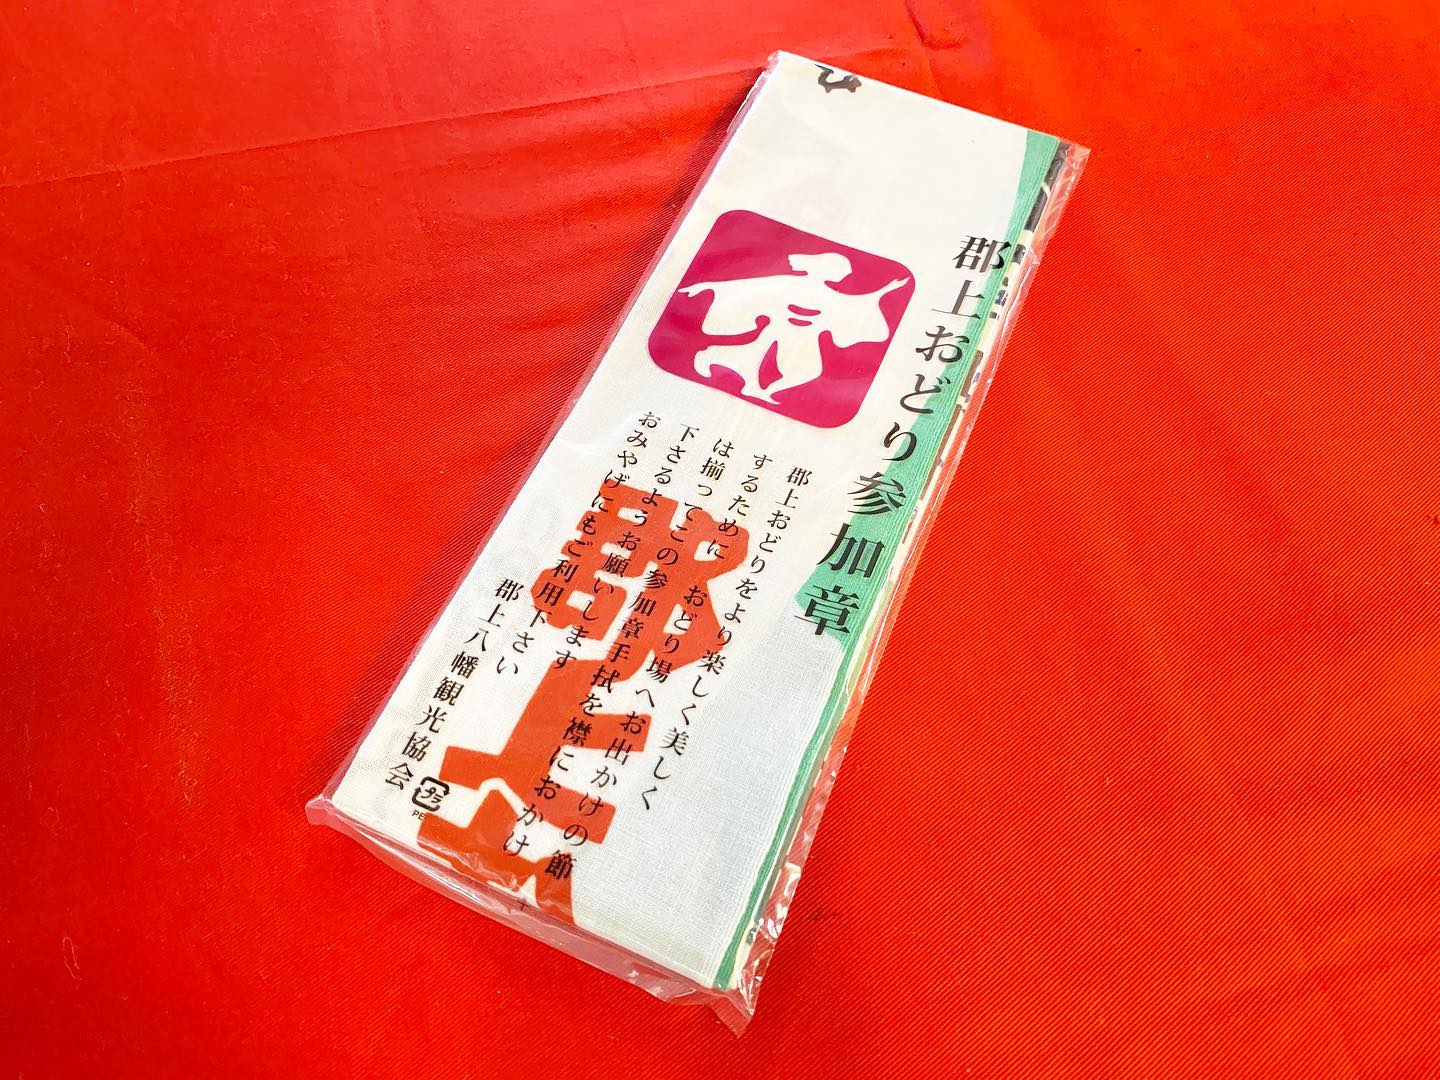 郡上おどり参加章
郡上おどりをより楽しく美しく
するために　おどり場へお出かけの節
は揃ってこの参加章手拭を襟におかけ
下さるようお願いします
おみやげにもご利用下さい
郡上八幡観光協会
プラ
PE
郡上